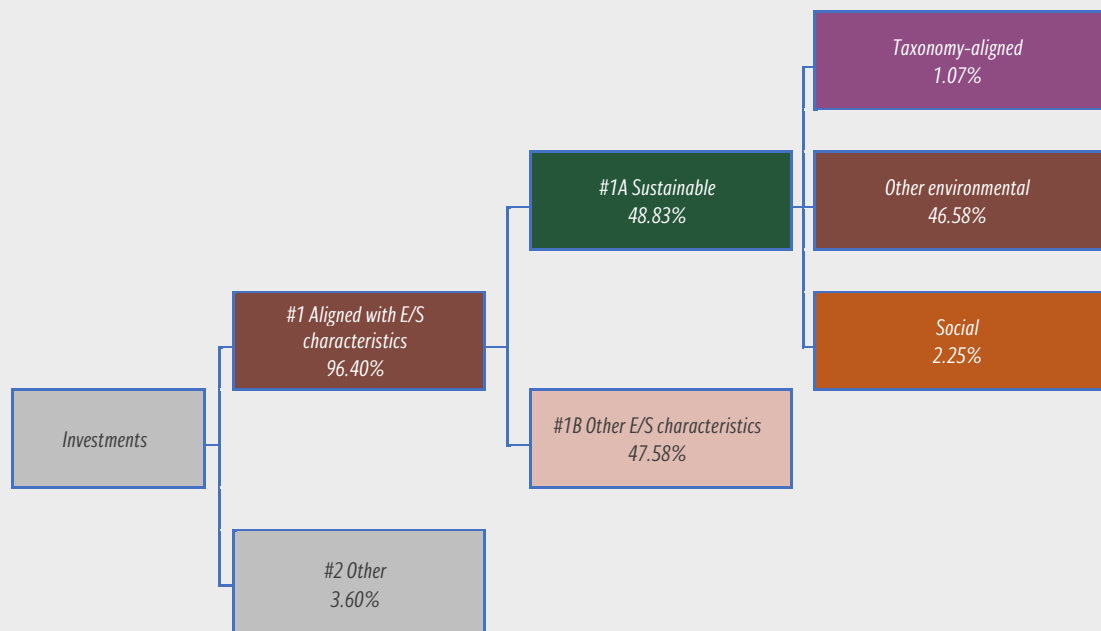 Taxonomy-aligned
1.07%
#1A Sustainable
48.83%
Other environmental
46.58%
#1 Aligned with E/S
characteristics
96.40%
Social
2.25%
Investments
#1B Other E/S characteristics
47.58%
#2 Other
3.60%